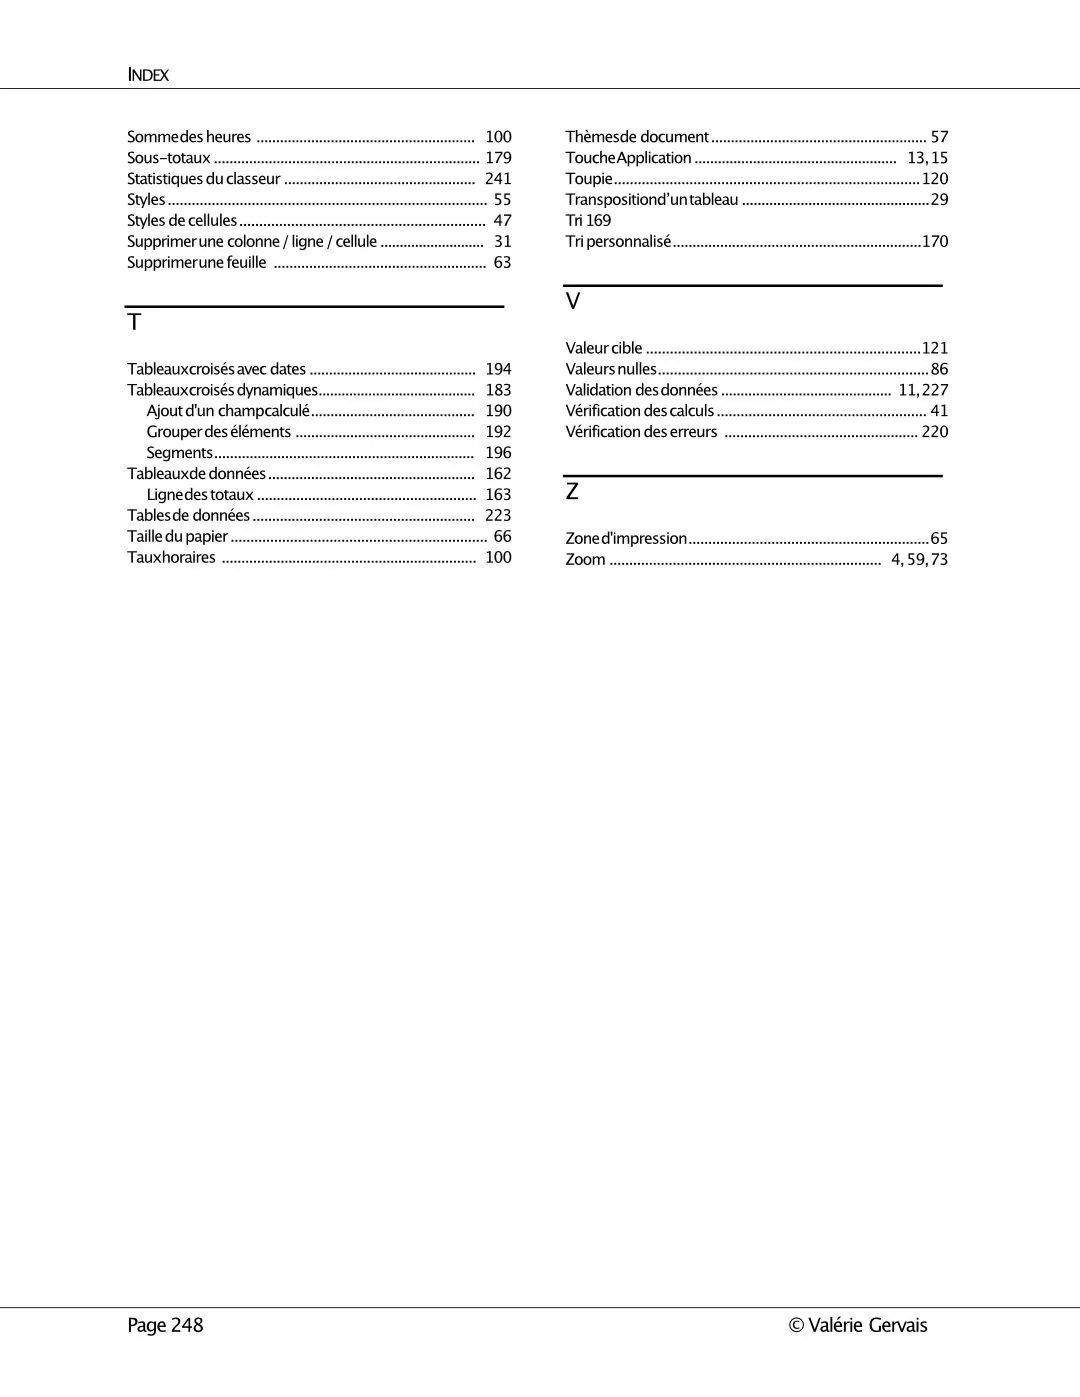 INDEX
Somme des heures ....................................................... 100
Sous-totaux ................................................................... 179
Statistiques du classeur ................................................ 241
Styles ................................................................................. 55
Styles de cellules .............................................................. 47
Supprimer une colonne / ligne / cellule .......................... 31
Supprimer une feuille ...................................................... 63
T
Tableaux croisés avec dates .......................................... 194
Tableaux croisés dynamiques........................................ 183
Ajout d'un champ calculé......................................... 190
Grouper des éléments ............................................. 192
Segments.................................................................. 196
Tableaux de données .................................................... 162
Ligne des totaux ....................................................... 163
Tables de données ........................................................ 223
Taille du papier ................................................................. 66
Taux horaires ................................................................ 100
Thèmes de document ...................................................... 57
Touche Application ................................................... 13, 15
Toupie..............................................................................120
Transposition d’un tableau ...............................................29
Tri 169
Tri personnalisé...............................................................170
V
Valeur cible ......................................................................121
Valeurs nulles.....................................................................86
Validation des données ........................................... 11, 227
Vérification des calculs ..................................................... 41
Vérification des erreurs ................................................. 220
Z
Zone d'impression.............................................................65
Zoom ..................................................................... 4, 59, 73
Page 248
© Valérie Gervais